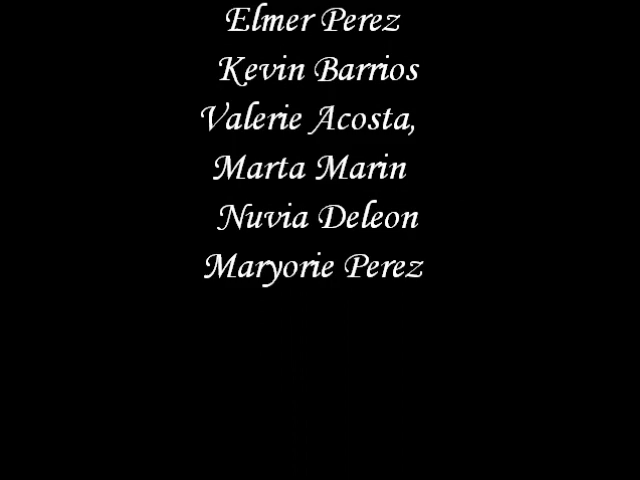 Elmer Perez
Kevin Barrios
Valerie Acosta,
Marta Marin
Nuvia Deleon
Maryorie Perez